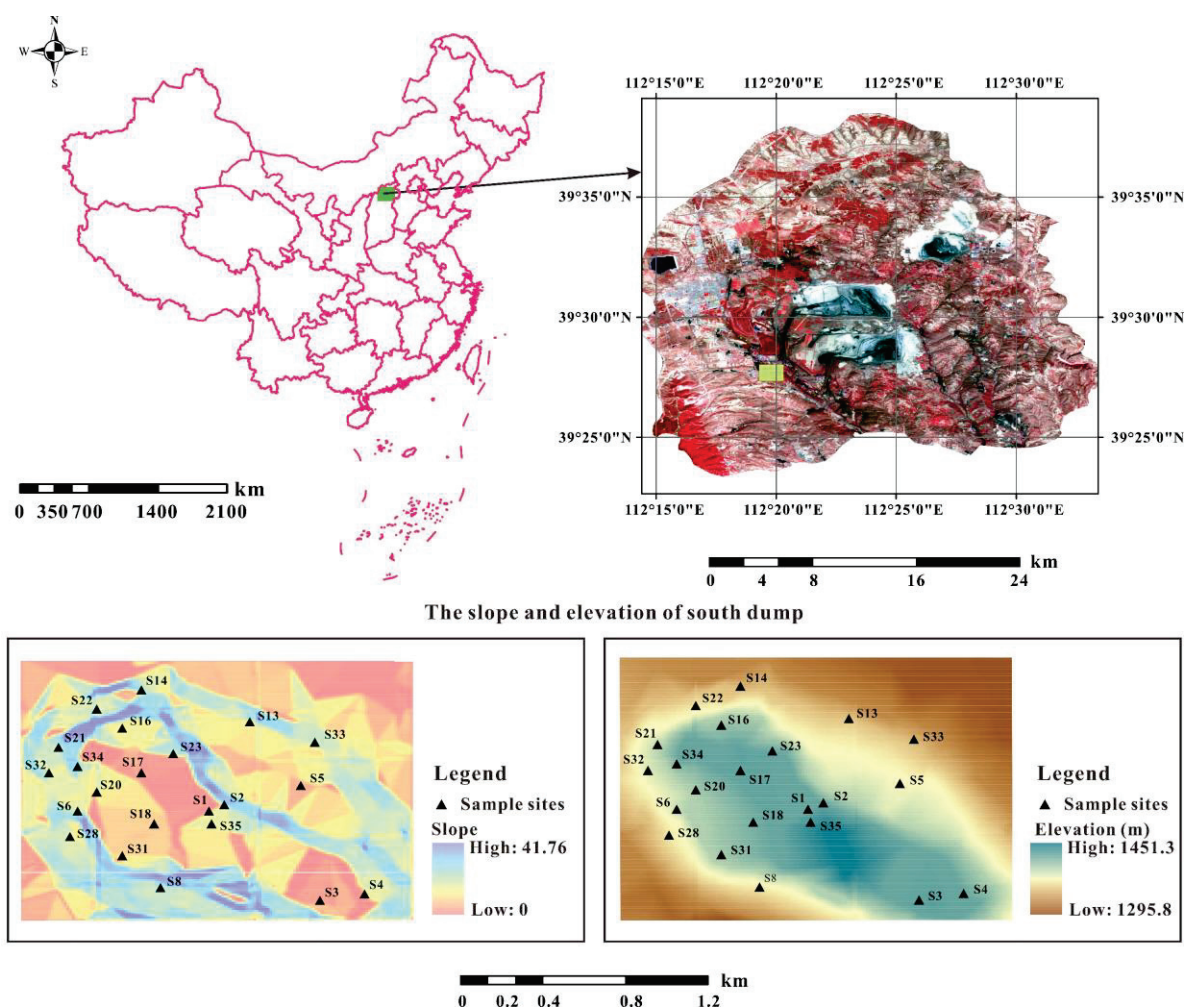 N
W E
S
112°15'0"E 112°20'0"E 112°25'0"E 112°30'0"E
39°35'0"N 39°35'0"N
39°30'0"N 39°30'0"N
39°25'0"N 39°25'0"N
112°15'0"E 112°20'0"E 112°25'0"E 112°30'0"E
km
0 350 700 1400 2100
km
0 4 8 16 24
The slope and elevation of south dump
S14
S22
S16
S13
S21
S23
S33
S34
S32
S17
S5
S20
S6
S1
S2
S18
S35
S28
S31
S8
S3
S4
Legend
Sample sites
Slope
High: 41.76
Low: 0
S14
S22
S16
S13
S21
S23
S33
S34
S32
S17
S5
S20
S6
S1
S2
S18
S35
S28
S31
S8
S3
S4
Legend
Sample sites
Elevation (m)
High: 1451.3
Low: 1295.8
km
0 0.2 0.4 0.8 1.2